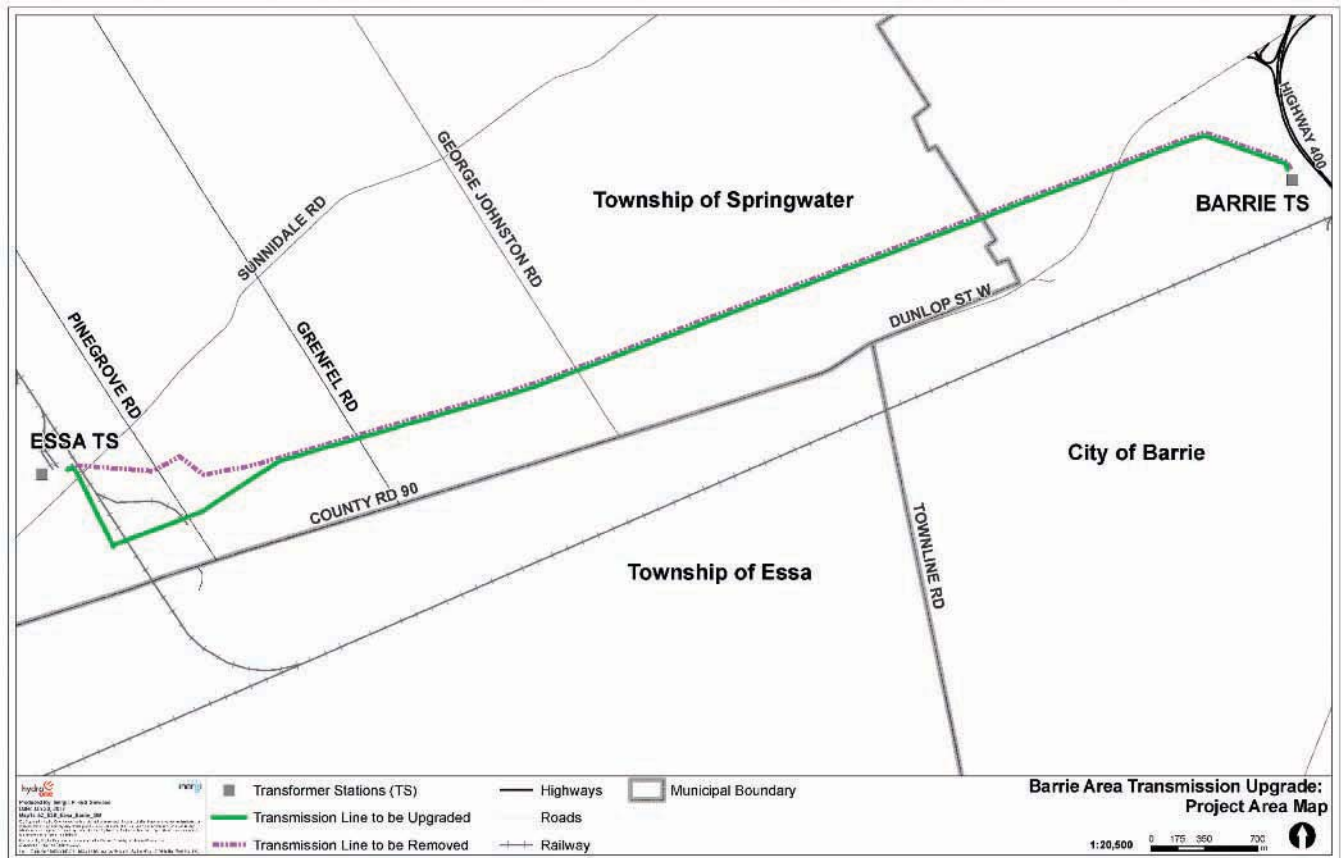 HIGHWAY 400
GEORGE JOHNSTON RD
Township of Springwater
BARRIE TS
SUNNIDALE RD
DUNLOP ST W
PINEGROVE RD
GRENFEL RD
ESSA TS
City of Barrie
COUNTY RD 90
TOWNLINE RD
Township of Essa
hydro one
Transformer Stations (TS)
Transmission Line to be Upgraded
Transmission Line to be Removed
Highways
Roads
Railway
Municipal Boundary
Barrie Area Transmission Upgrade:
Project Area Map
1:20,500
0 175 350 700
m